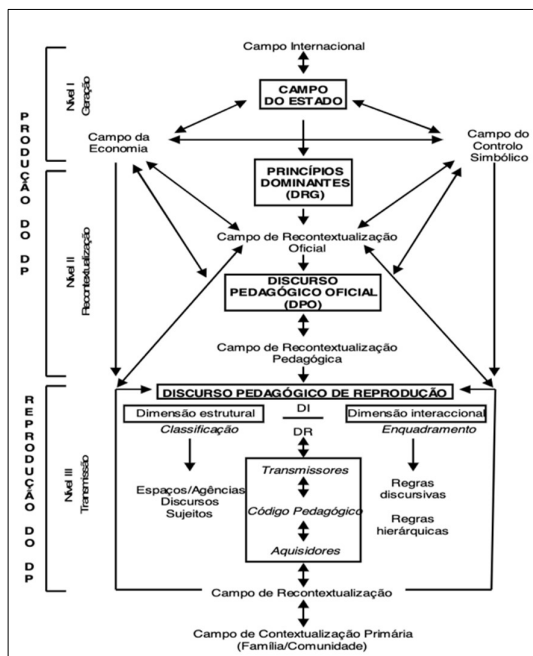 Campo Internacional
CAMPO
DO ESTADO
Campo da
Economia
Campo do
Controlo
Simbólico
PRINCÍPIOS
DOMINANTES
(DRG)
Campo de Recontextualização
Oficial
DISCURSO
PEDAGÓGICO OFICIAL
(DPO)
Campo de Recontextualização
Pedagógica
PRODUÇÃO DO DP
Nível I
Geração
Nível II
Recontextualização
DISCURSO PEDAGÓGICO DE REPRODUÇÃO
Dimensão estrutural
Classificação
DI
DR
Dimensão interaccional
Enquadramento
Espaços/Agências
Discursos
Sujeitos
Transmissores
Código Pedagógico
Aquisidores
Regras
discursivas
Regras
hierárquicas
REPRODUÇÃO DO DP
Nível III
Transmissão
Campo de Recontextualização
Campo de Contextualização Primária
(Família/Comunidade)